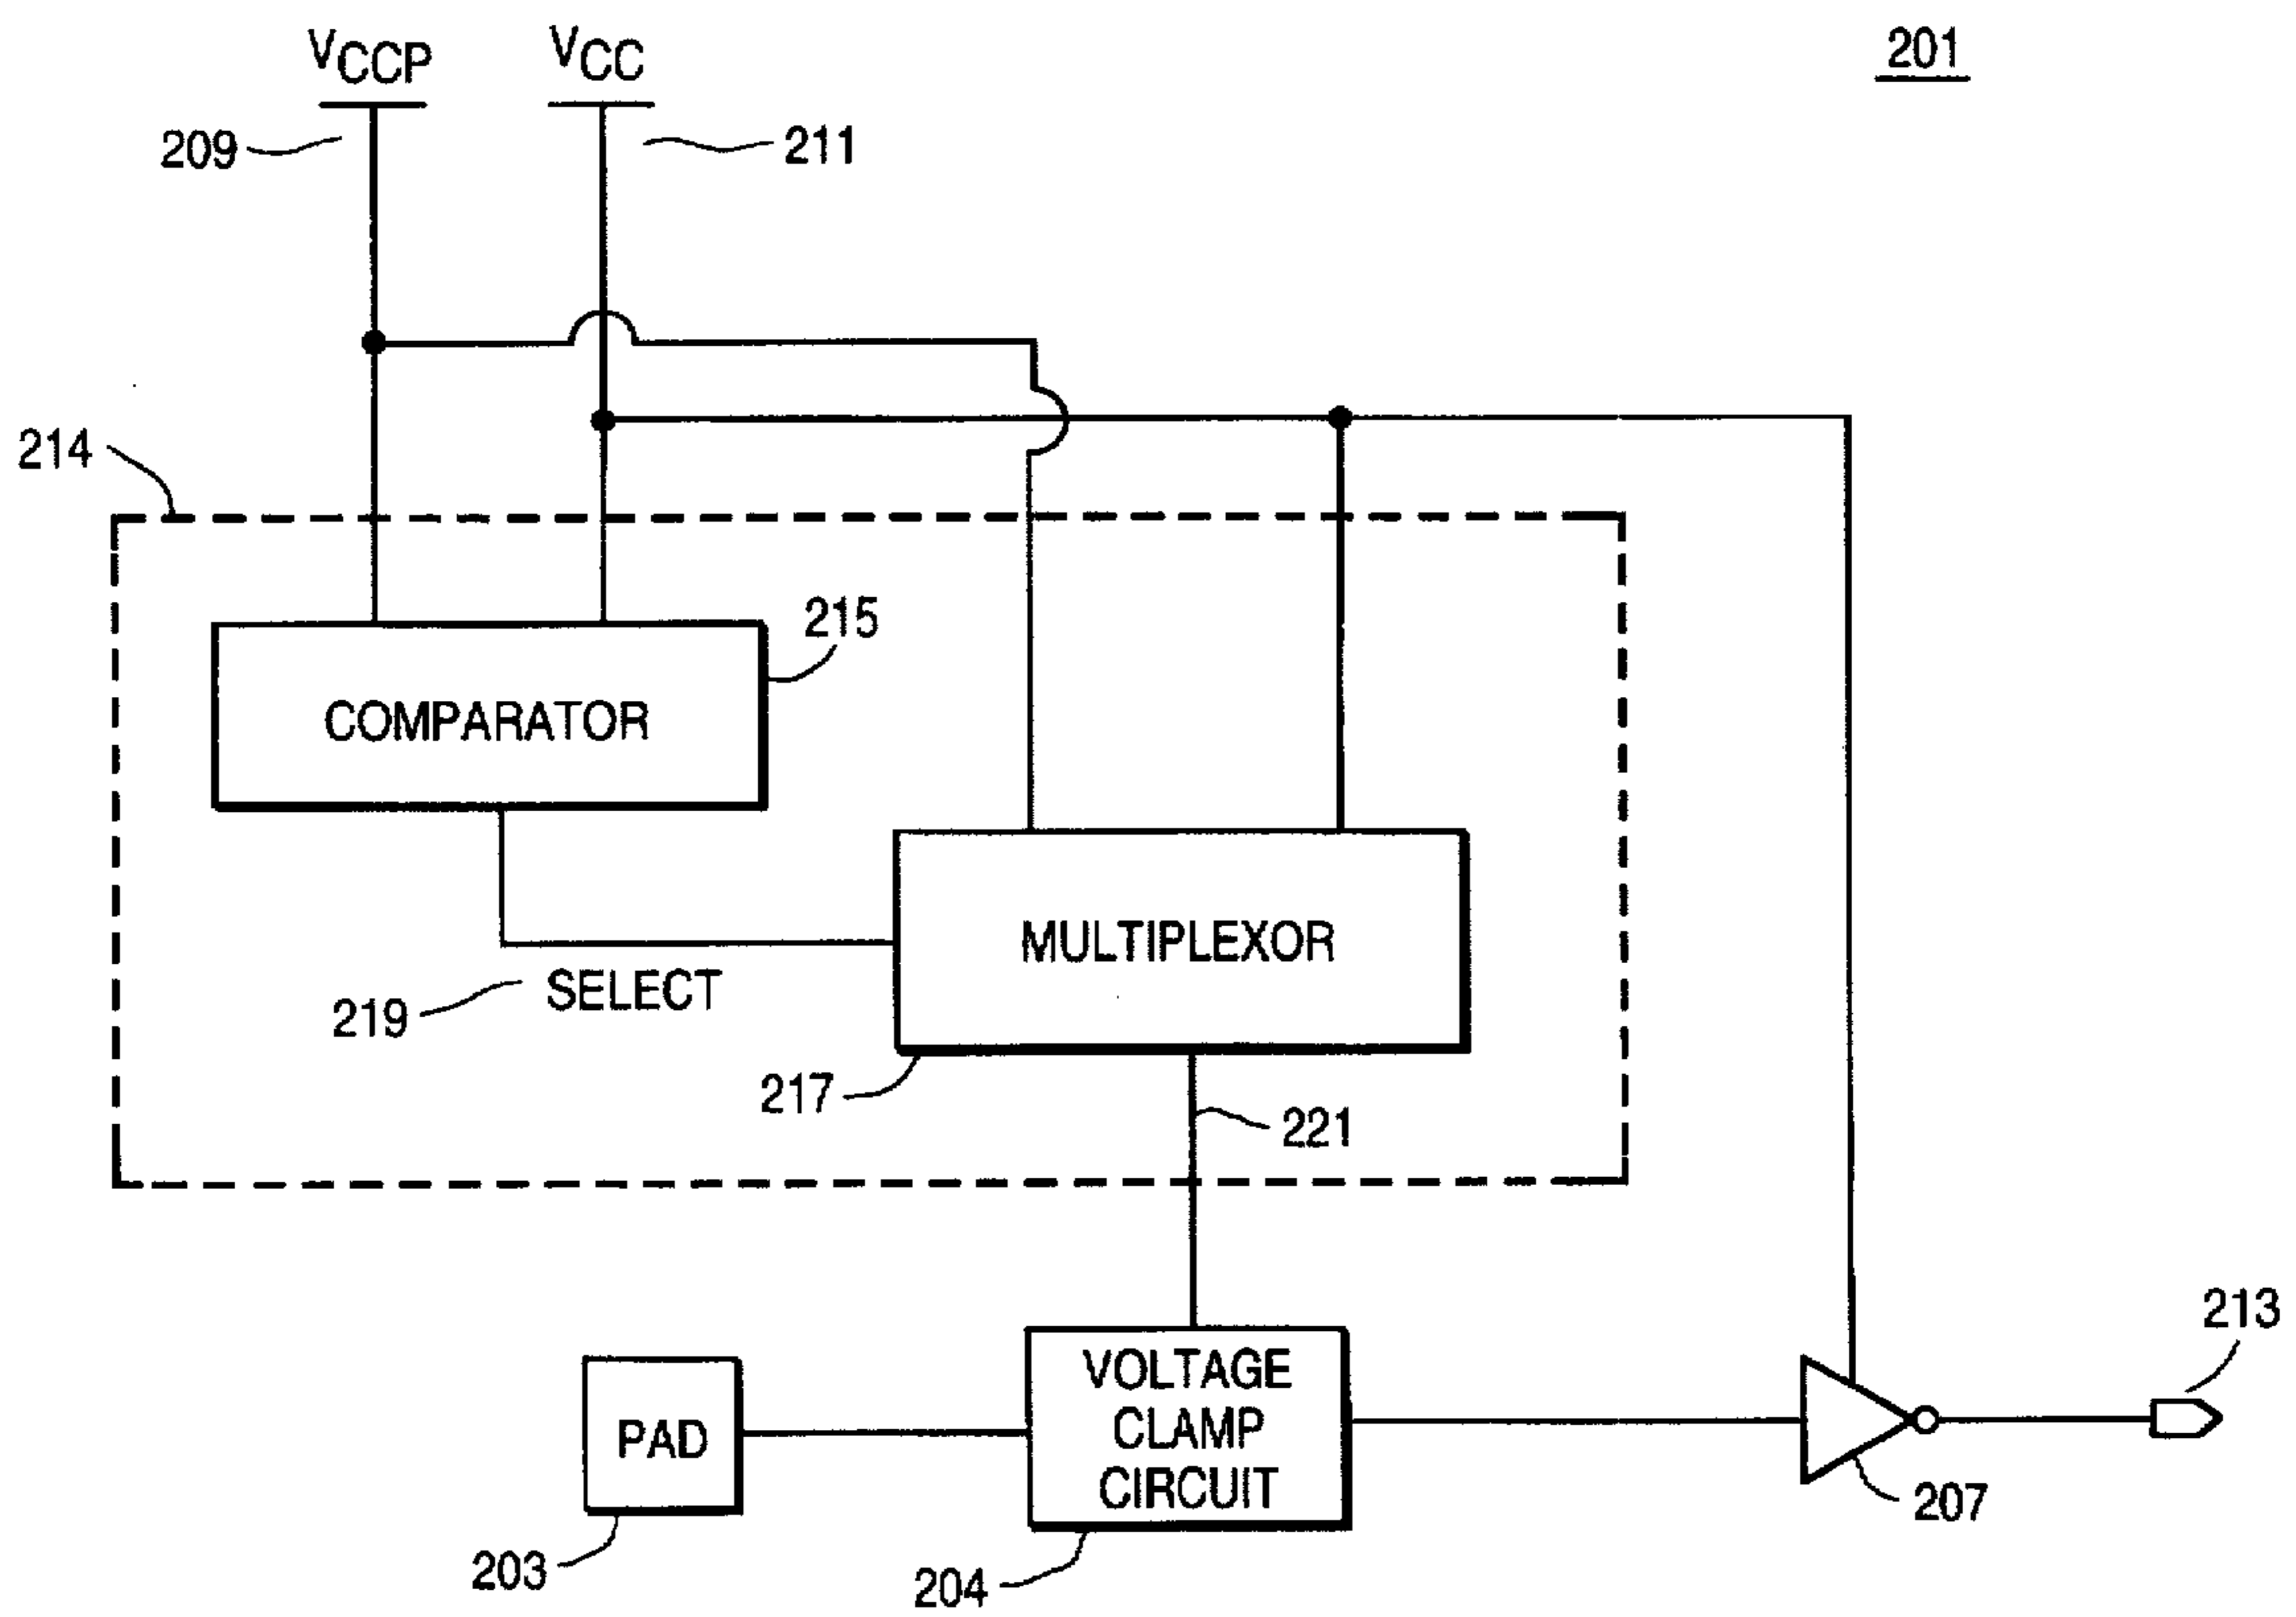 VCCP
VCC
201
209
211
214
215
COMPARATOR
MULTIPLEXOR
SELECT
219
217
221
213
VOLTAGE
CLAMP
CIRCUIT
PAD
207
203
204